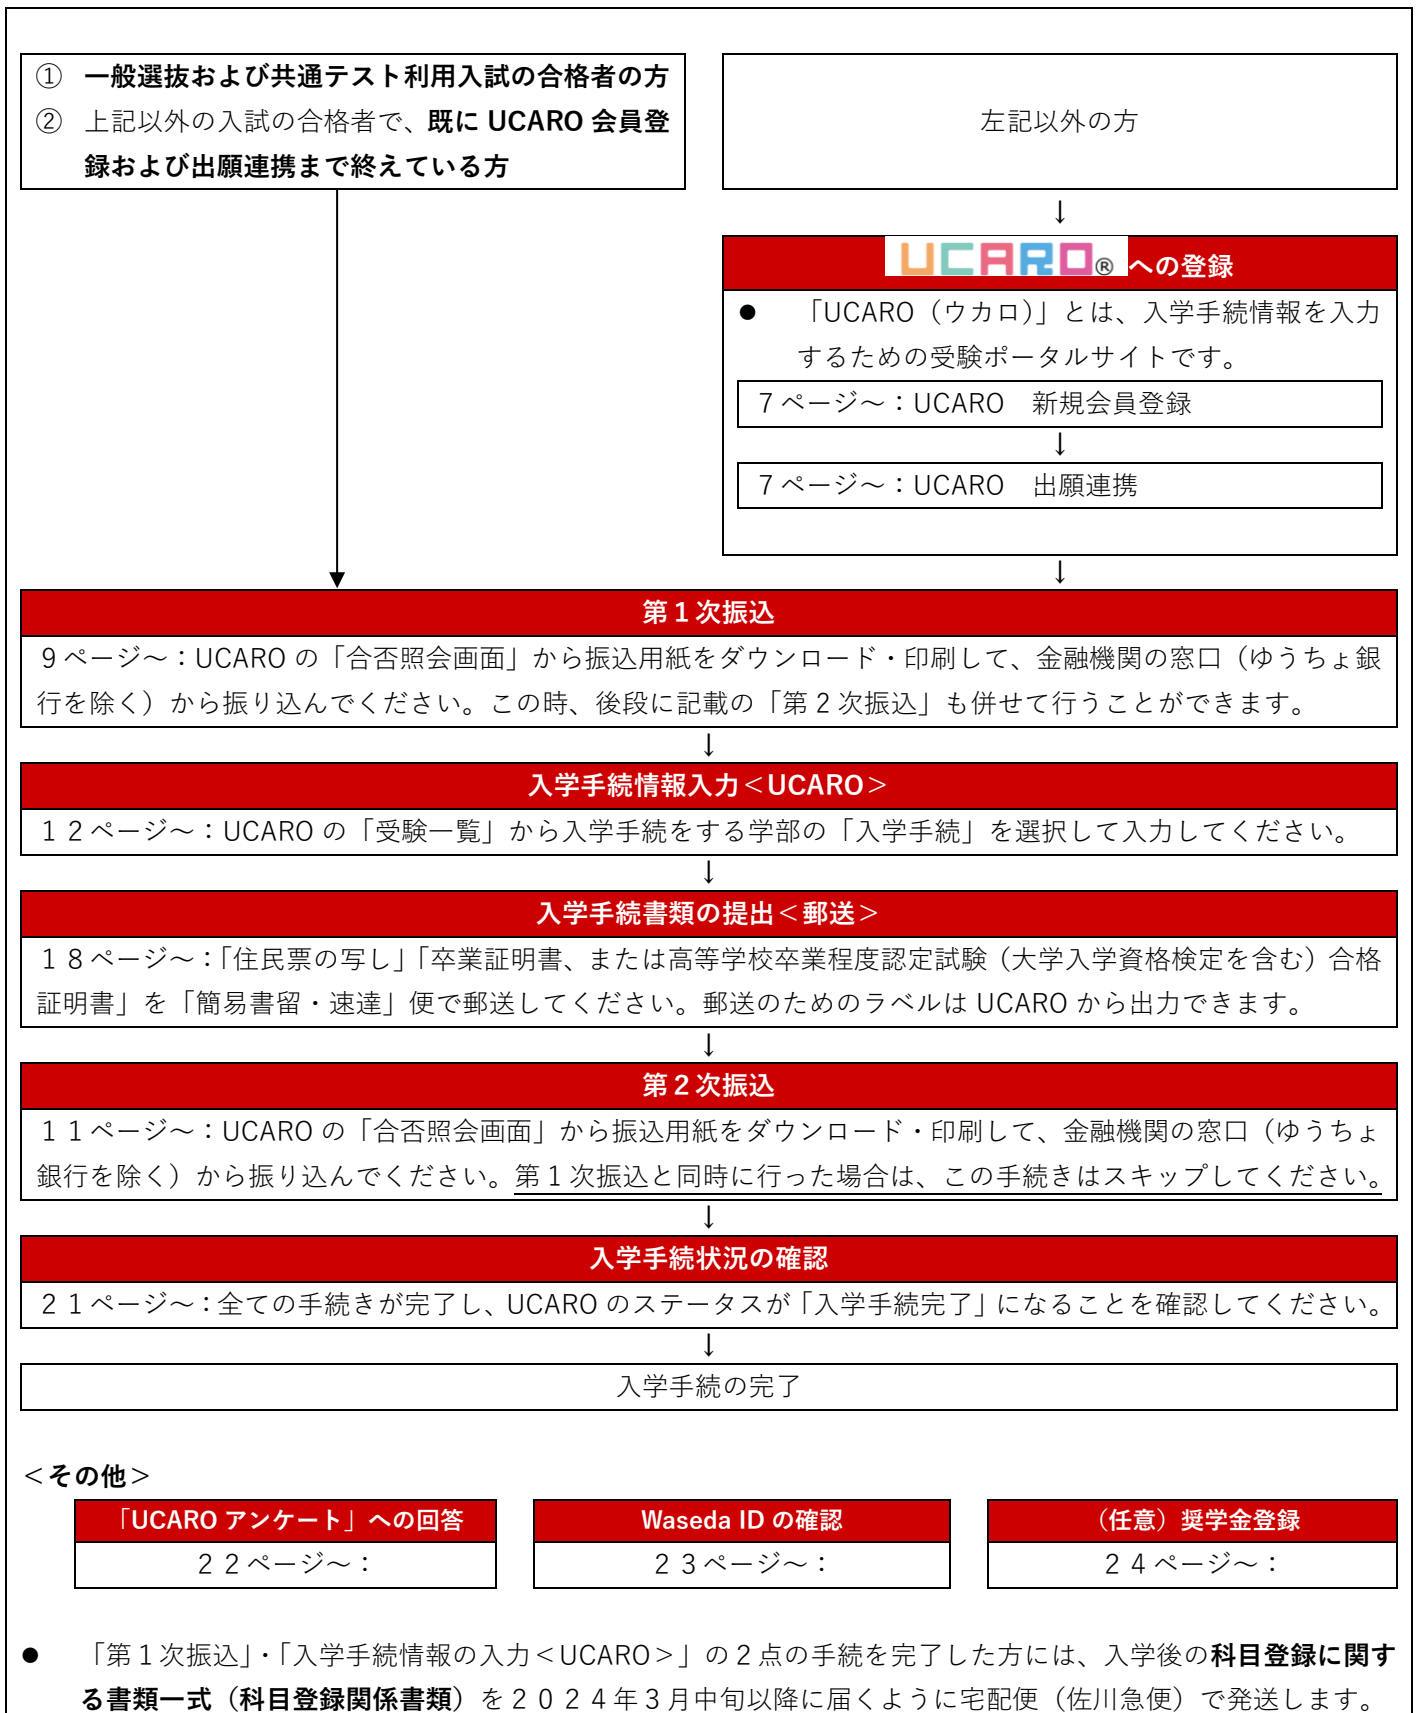 ① 一般選抜および共通テスト利用入試の合格者の方
② 上記以外の入試の合格者で、既に UCARO 会員登
録および出願連携まで終えている方
左記以外の方
↓
UCARO® への登録
● 「UCARO（ウカロ）」とは、入学手続情報を入力
するための受験ポータルサイトです。
７ページ～：UCARO　新規会員登録
↓
７ページ～：UCARO　出願連携
↓
第１次振込
９ページ～：UCARO の「合否照会画面」から振込用紙をダウンロード・印刷して、金融機関の窓口（ゆうちょ銀
行を除く）から振り込んでください。この時、後段に記載の「第２次振込」も併せて行うことができます。
↓
入学手続情報入力＜UCARO＞
１２ページ～：UCARO の「受験一覧」から入学手続をする学部の「入学手続」を選択して入力してください。
↓
入学手続書類の提出＜郵送＞
１８ページ～：「住民票の写し」「卒業証明書、または高等学校卒業程度認定試験（大学入学資格検定を含む）合格
証明書」を「簡易書留・速達」便で郵送してください。郵送のためのラベルは UCARO から出力できます。
↓
第２次振込
１１ページ～：UCARO の「合否照会画面」から振込用紙をダウンロード・印刷して、金融機関の窓口（ゆうちょ
銀行を除く）から振り込んでください。第１次振込と同時に行った場合は、この手続きはスキップしてください。
↓
入学手続状況の確認
２１ページ～：全ての手続きが完了し、UCARO のステータスが「入学手続完了」になることを確認してください。
↓
入学手続の完了
＜その他＞
「UCARO アンケート」への回答
２２ページ～：
Waseda ID の確認
２３ページ～：
（任意）奨学金登録
２４ページ～：
● 「第１次振込」・「入学手続情報の入力＜UCARO＞」の２点の手続を完了した方には、入学後の科目登録に関す
る書類一式（科目登録関係書類）を２０２４年３月中旬以降に届くように宅配便（佐川急便）で発送します。